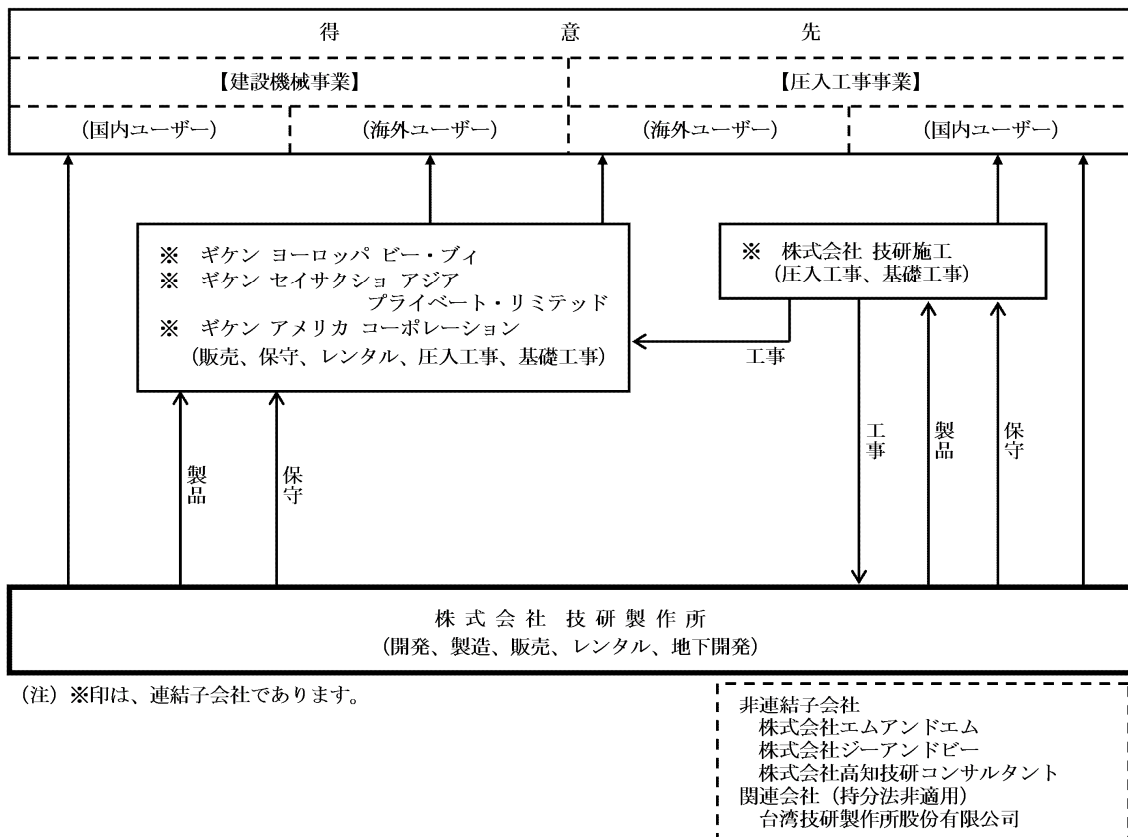 得意先
【建設機械事業】
【圧入工事事業】
(国内ユーザー)
(海外ユーザー)
(海外ユーザー)
(国内ユーザー)
※ ギケン ヨーロッパ ビー・ブィ
※ ギケン セイサクショ アジア
プライベート・リミテッド
※ ギケン アメリカ コーポレーション
(販売、保守、レンタル、圧入工事、基礎工事)
※ 株式会社 技研施工
(圧入工事、基礎工事)
工事
製品
保守
工事
製品
保守
株式会社 技研製作所
(開発、製造、販売、レンタル、地下開発)
(注)※印は、連結子会社であります。
非連結子会社
株式会社エムアンドエム
株式会社ジーアンドビー
株式会社高知技研コンサルタント
関連会社(持分法非適用)
台湾技研製作所股份有限公司